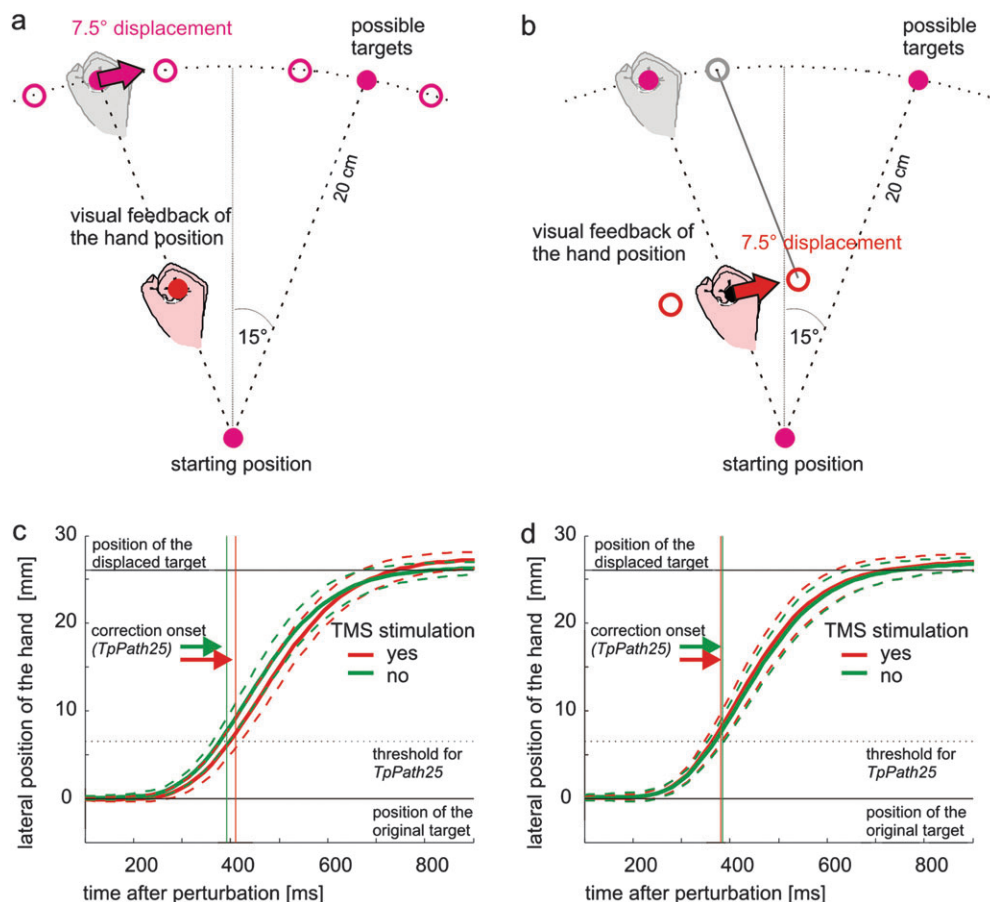 a
7.5° displacement
possible
targets
20 cm
visual feedback of
the hand position
15°
starting position
b
possible
targets
20 cm
visual feedback of
the hand position
7.5° displacement
15°
starting position
c
30
20
10
0
lateral position of the hand [mm]
position of the
displaced target
correction onset
(TpPath25)
TMS stimulation
yes
no
threshold for
TpPath25
position of the
original target
200 400 600 800
time after perturbation [ms]
d
30
20
10
0
lateral position of the hand [mm]
position of the
displaced target
correction onset
(TpPath25)
TMS stimulation
yes
no
threshold for
TpPath25
position of the
original target
200 400 600 800
time after perturbation [ms]